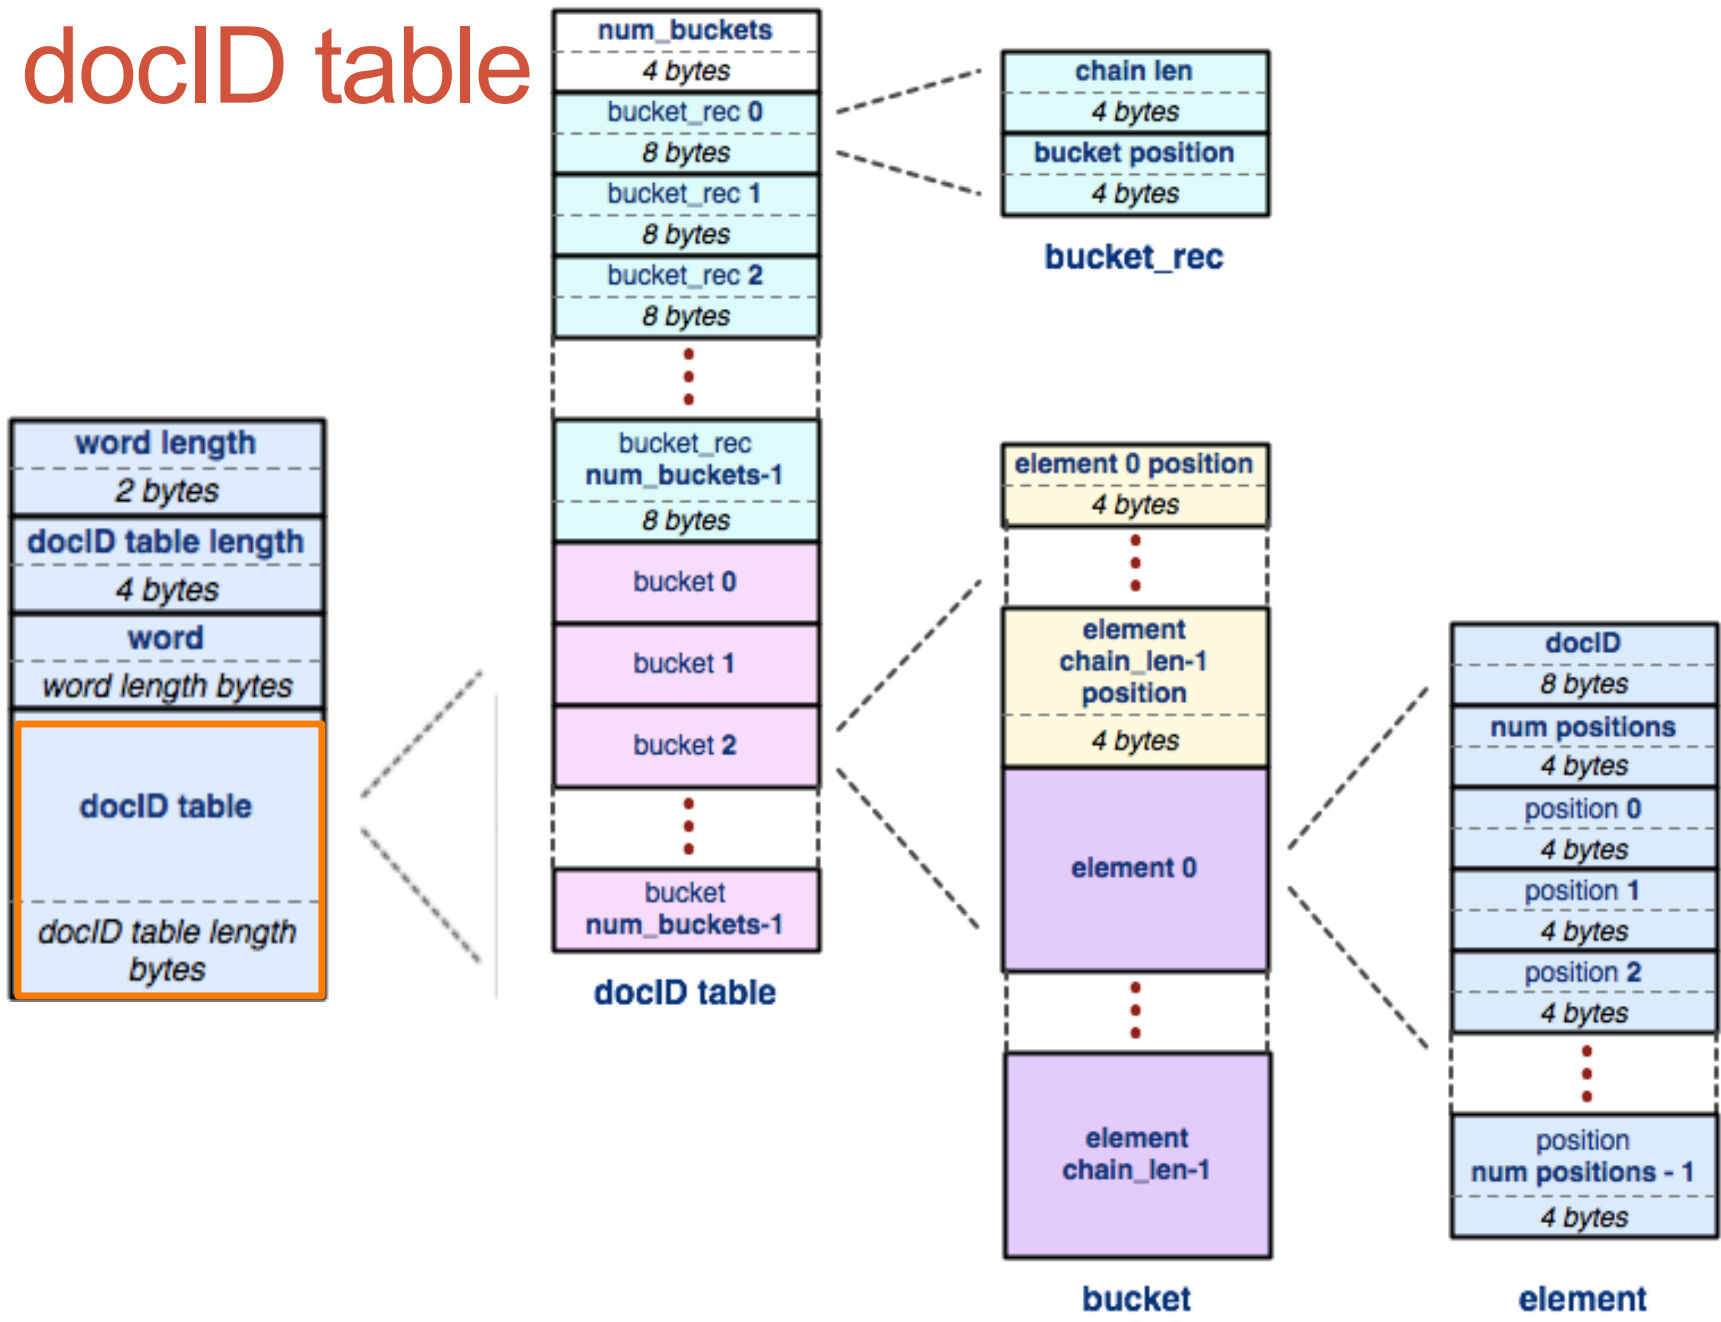 docID table
num_buckets
4 bytes
bucket_rec 0
8 bytes
bucket_rec 1
8 bytes
bucket_rec 2
8 bytes
bucket_rec
num_buckets-1
8 bytes
bucket 0
bucket 1
bucket 2
bucket
num_buckets-1
docID table
chain len
4 bytes
bucket position
4 bytes
bucket_rec
word length
2 bytes
docID table length
4 bytes
word
word length bytes
docID table
docID table length
bytes
element 0 position
4 bytes
element
chain_len-1
position
4 bytes
element 0
element
chain_len-1
bucket
docID
8 bytes
num positions
4 bytes
position 0
4 bytes
position 1
4 bytes
position 2
4 bytes
position
num positions - 1
4 bytes
element